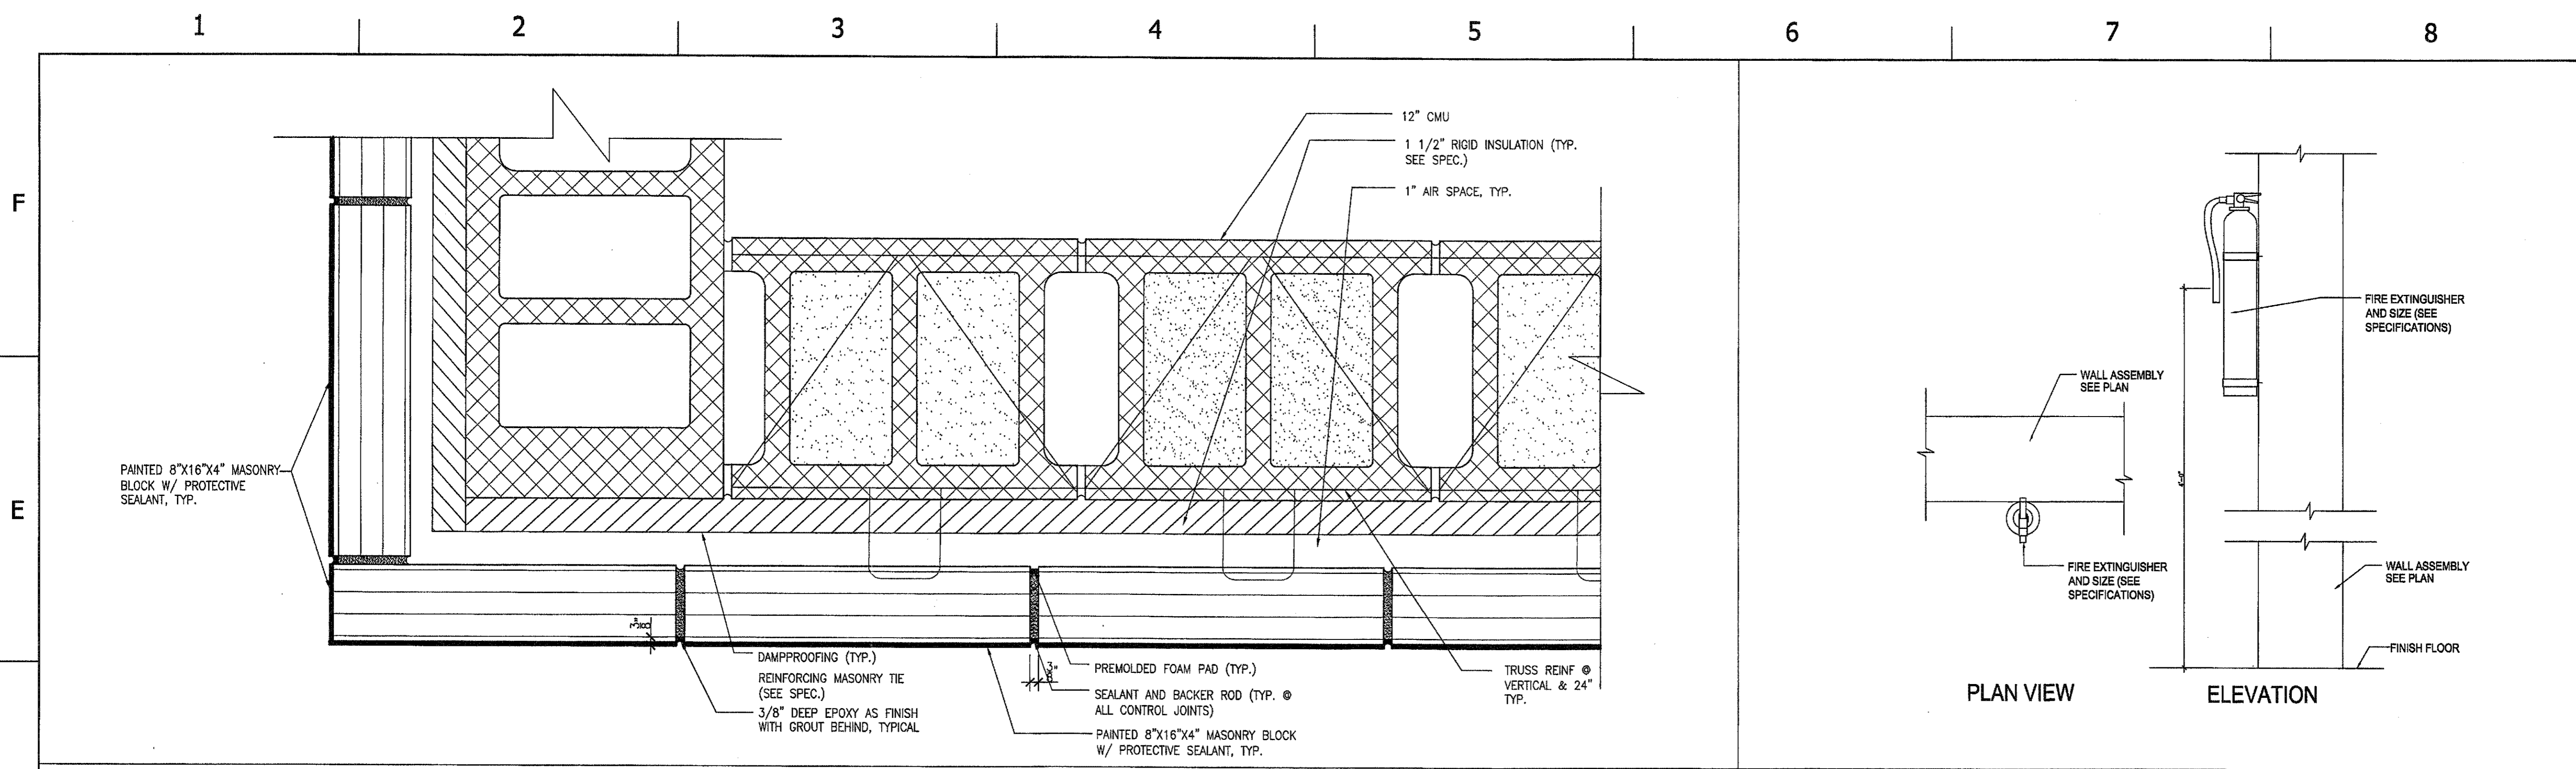 1 2 3 4 5 6 7 8
F
E
12" CMU
1 1/2" RIGID INSULATION (TYP.
SEE SPEC.)
1" AIR SPACE, TYP.
PAINTED 8"X16"X4" MASONRY
BLOCK W/ PROTECTIVE
SEALANT, TYP.
3"
8
DAMPPROOFING (TYP.)
REINFORCING MASONRY TIE
(SEE SPEC.)
3/8" DEEP EPOXY AS FINISH
WITH GROUT BEHIND, TYPICAL
3"
8
PREMOLDED FOAM PAD (TYP.)
SEALANT AND BACKER ROD (TYP. @
ALL CONTROL JOINTS)
PAINTED 8"X16"X4" MASONRY BLOCK
W/ PROTECTIVE SEALANT, TYP.
TRUSS REINF @
VERTICAL & 24"
TYP.
WALL ASSEMBLY
SEE PLAN
FIRE EXTINGUISHER
AND SIZE (SEE
SPECIFICATIONS)
PLAN VIEW
FIRE EXTINGUISHER
AND SIZE (SEE
SPECIFICATIONS)
WALL ASSEMBLY
SEE PLAN
FINISH FLOOR
ELEVATION